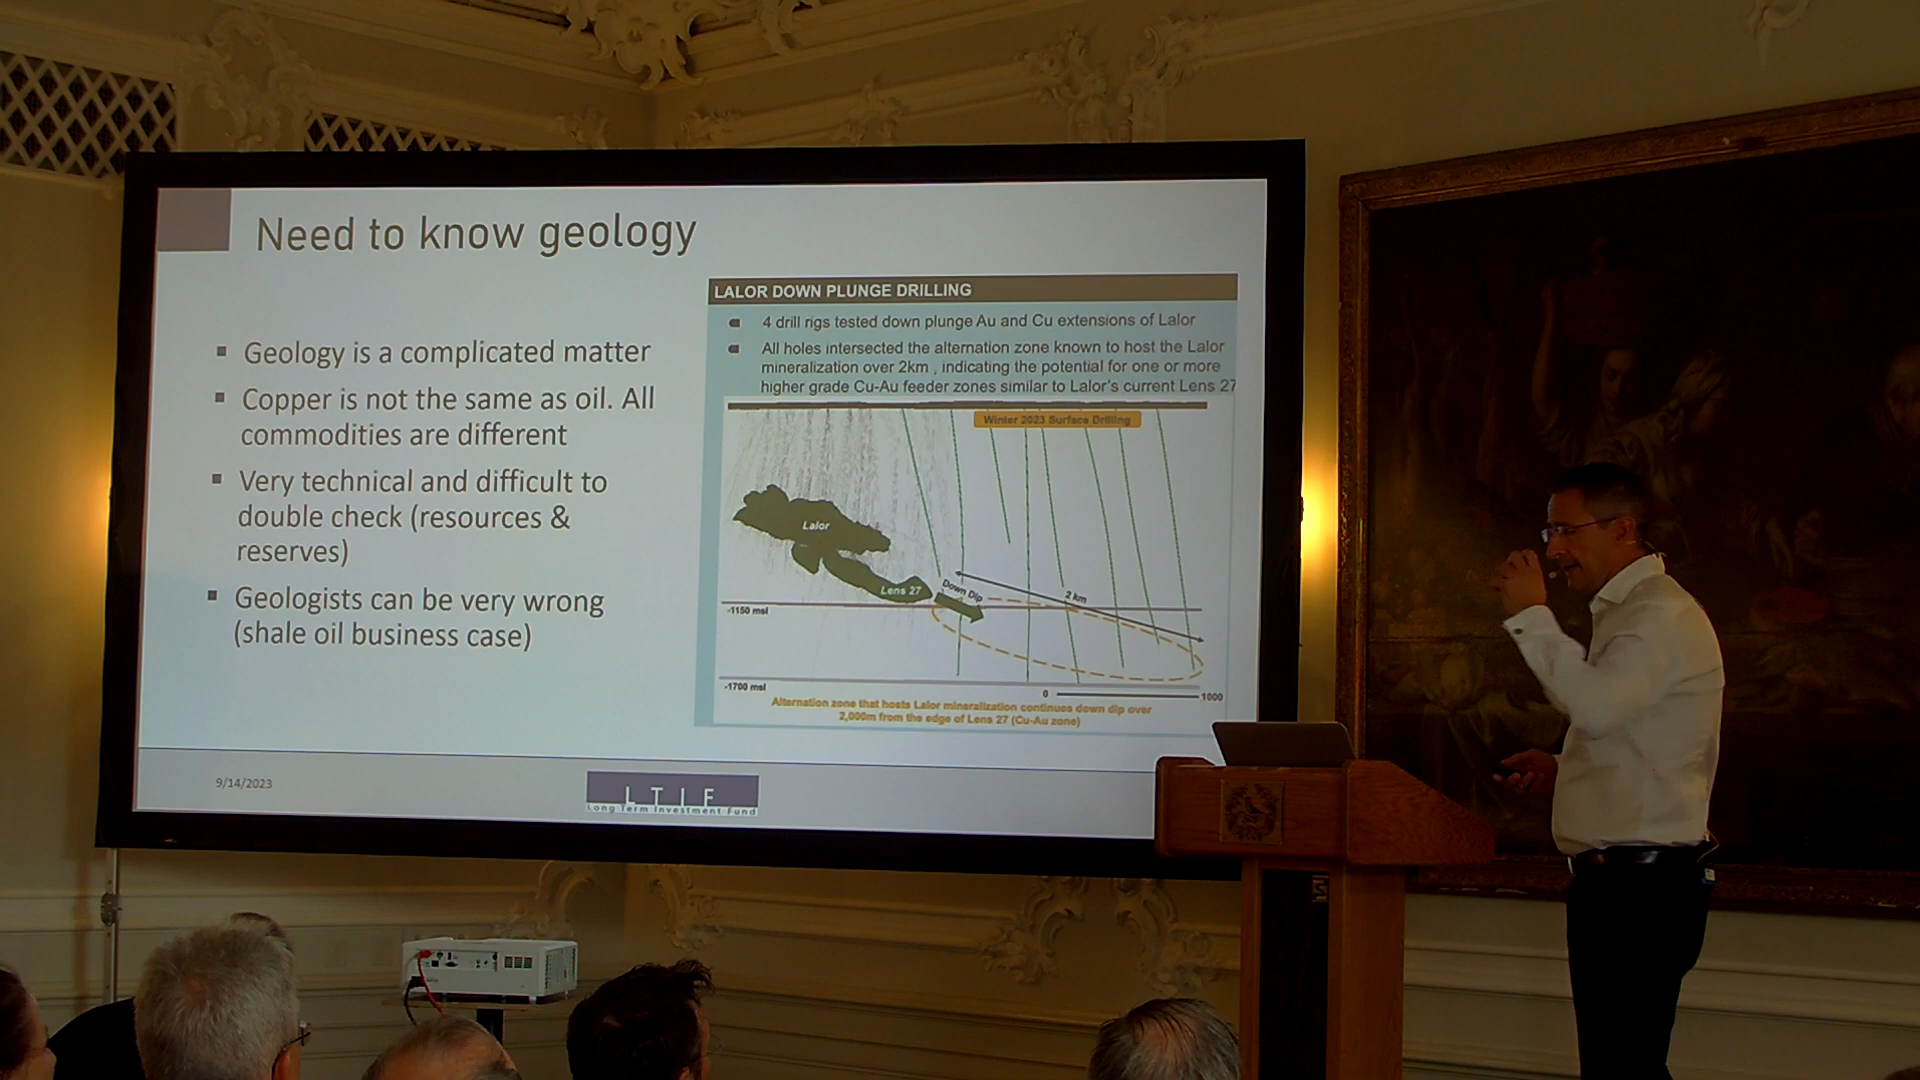 Need to know geology
Geology is a complicated matter
Copper is not the same as oil. All
commodities are different
Very technical and difficult to
double check (resources &
reserves)
Geologists can be very wrong
(shale oil business case)
LALOR DOWN PLUNGE DRILLING
4 drill rigs tested down plunge Au and Cu extensions of Lalor
All holes intersected the alternation zone known to host the Lalor
mineralization over 2km , indicating the potential for one or more
higher grade Cu-Au feeder zones similar to Lalor's current Lens 27
Winter 2023 Surface Drilling
Lalor
Lens 27
Down Dip
2 km
-1150 msl
-1700 msl
0
1000
Alternation zone that hosts Lalor mineralization continues down dip over
2,000m from the edge of Lens 27 (Cu-Au zone)
9/14/2023
LTIF
Long Term Investment Fund